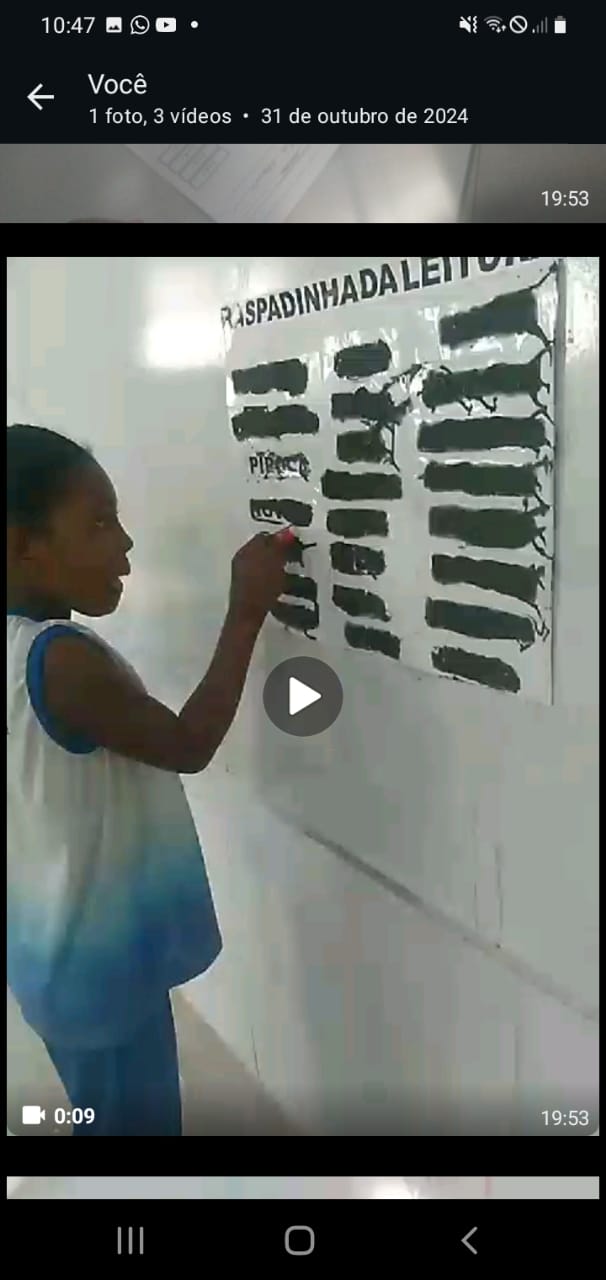 10:47
Você
1 foto, 3 vídeos • 31 de outubro de 2024
19:53
RASPADINHA DA LEITURA
0:09
19:53